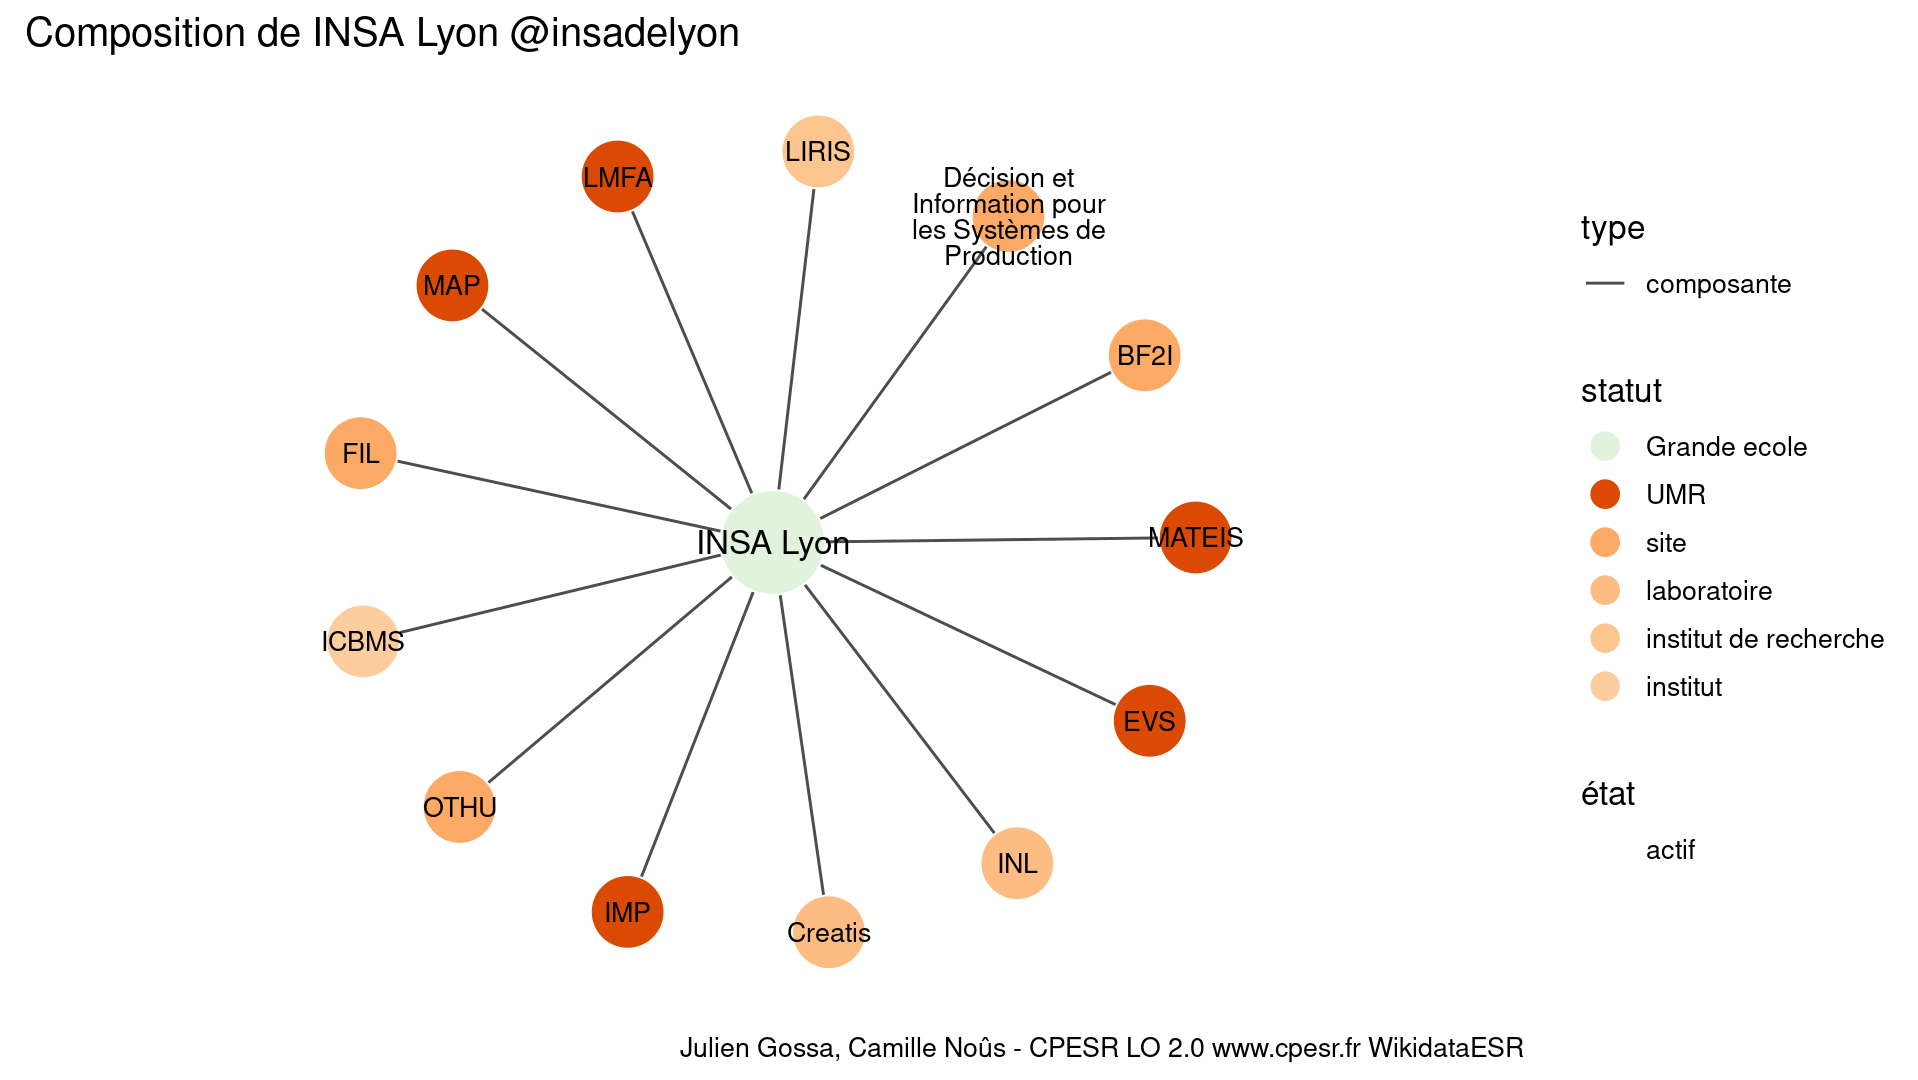 Composition de INSA Lyon @insadelyon
LIRIS
LMFA
Décision et
Information pour
les Systèmes de
Production
MAP
BF2I
FIL
INSA Lyon
MATEIS
ICBMS
EVS
OTHU
INL
IMP
Creatis
type
composante
statut
Grande ecole
UMR
site
laboratoire
institut de recherche
institut
état
actif
Julien Gossa, Camille Noûs - CPESR LO 2.0 www.cpesr.fr WikidataESR